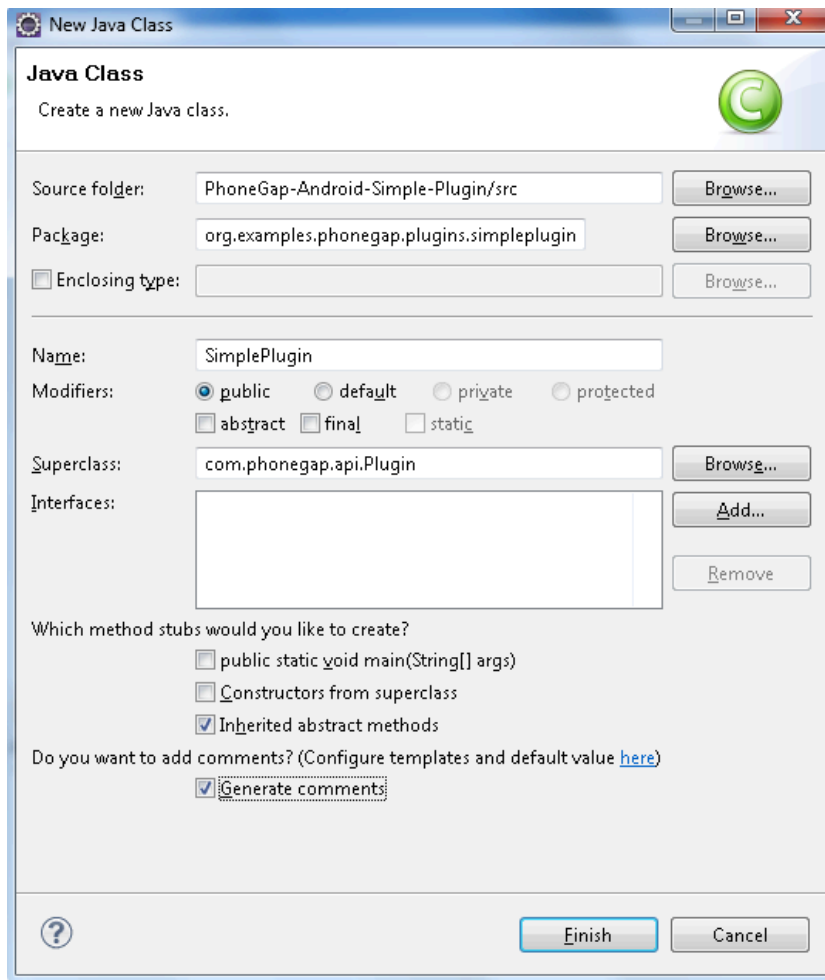 New Java Class
Java Class
Create a new Java class.
C
Source folder: PhoneGap-Android-Simple-Plugin/src Browse...
Package: org.examples.phonegap.plugins.simpleplugin Browse...
Enclosing type: Browse...
Name: SimplePlugin
Modifiers: public default private protected
abstract final static
Superclass: com.phonegap.api.Plugin Browse...
Interfaces: Add...
Remove
Which method stubs would you like to create?
public static void main(String[] args)
Constructors from superclass
Inherited abstract methods
Do you want to add comments? (Configure templates and default value here)
Generate comments
? Finish Cancel